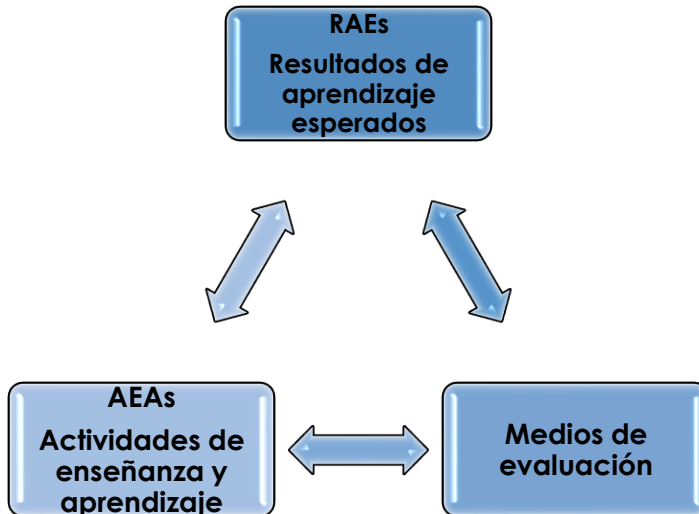 RAEs
Resultados de
aprendizaje
esperados
AEAs
Actividades de
enseñanza y
aprendizaje
Medios de
evaluación